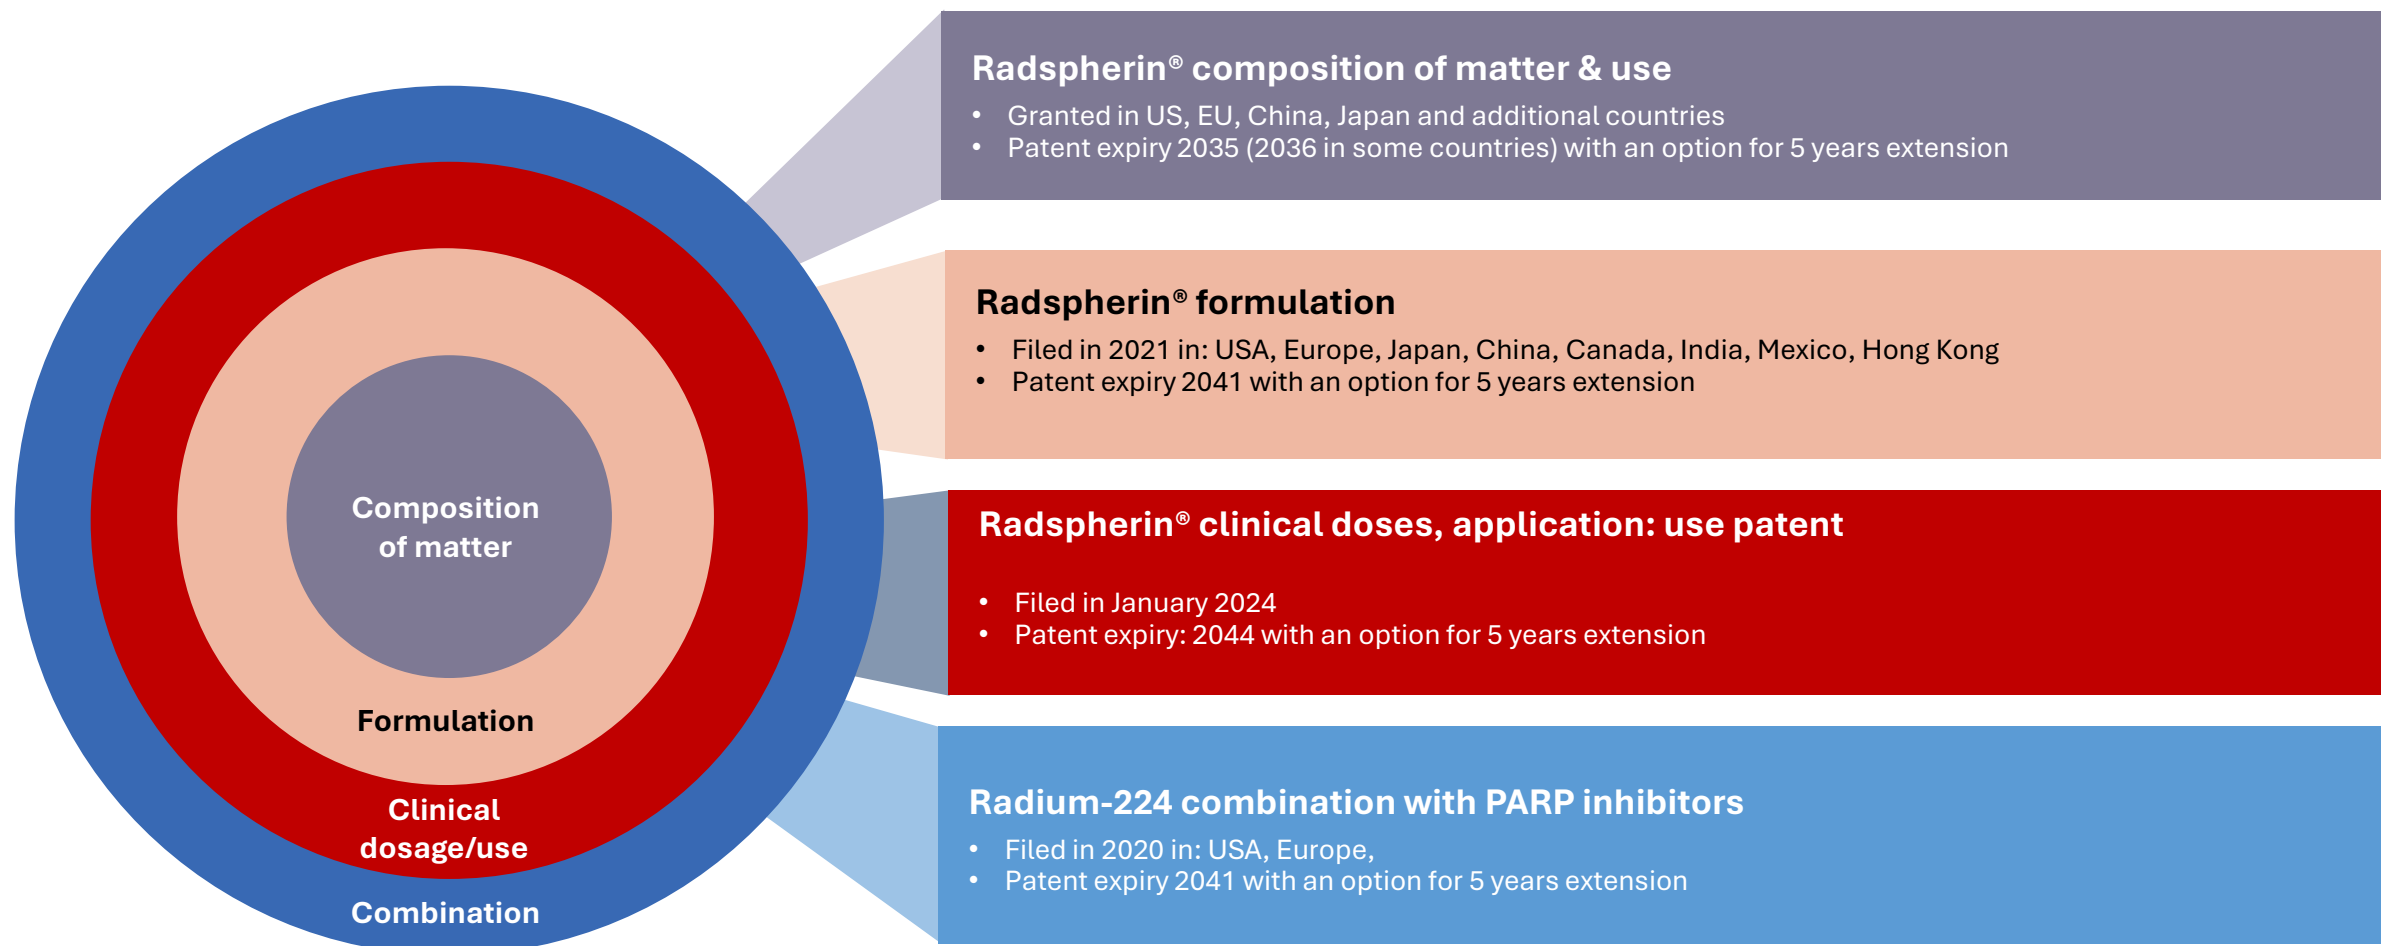 Composition
of matter
Formulation
Clinical
dosage/use
Combination
Radspherin® composition of matter & use
• Granted in US, EU, China, Japan and additional countries
• Patent expiry 2035 (2036 in some countries) with an option for 5 years extension
Radspherin® formulation
• Filed in 2021 in: USA, Europe, Japan, China, Canada, India, Mexico, Hong Kong
• Patent expiry 2041 with an option for 5 years extension
Radspherin® clinical doses, application: use patent
• Filed in January 2024
• Patent expiry: 2044 with an option for 5 years extension
Radium-224 combination with PARP inhibitors
• Filed in 2020 in: USA, Europe,
• Patent expiry 2041 with an option for 5 years extension